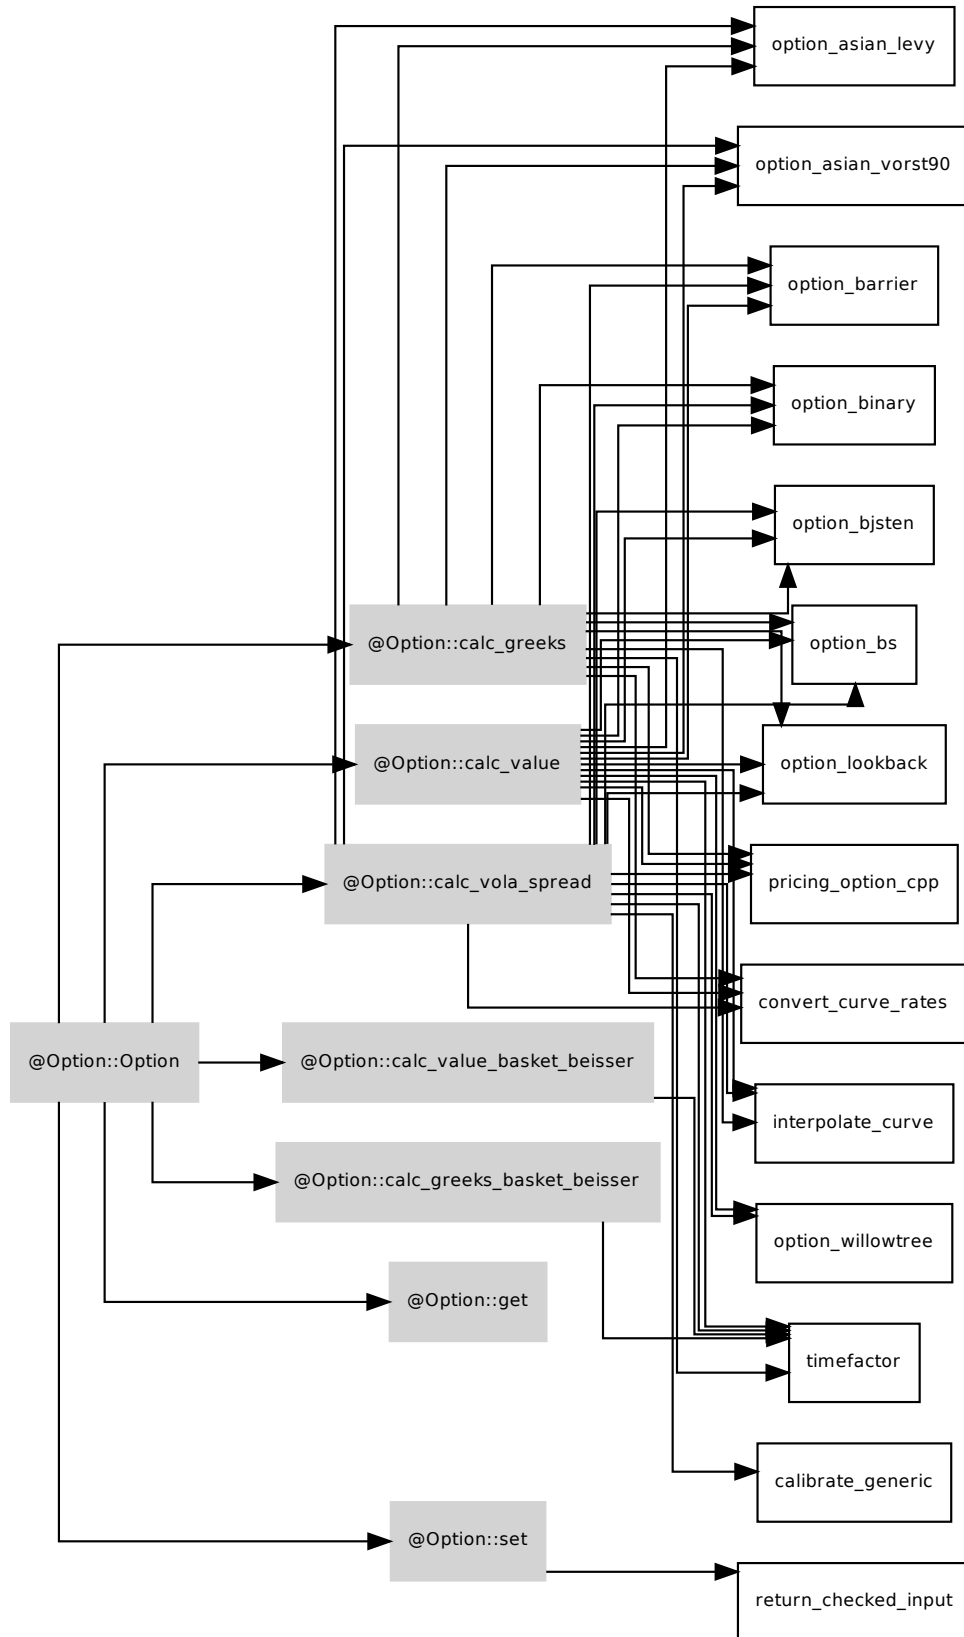 option_asian_levy
option_asian_vorst90
option_barrier
option_binary
option_bjsten
@Option::calc_greeks
option_bs
@Option::calc_value
option_lookback
@Option::calc_vola_spread
pricing_option_cpp
convert_curve_rates
@Option::Option
@Option::calc_value_basket_beisser
interpolate_curve
@Option::calc_greeks_basket_beisser
option_willowtree
@Option::get
timefactor
calibrate_generic
@Option::set
return_checked_input